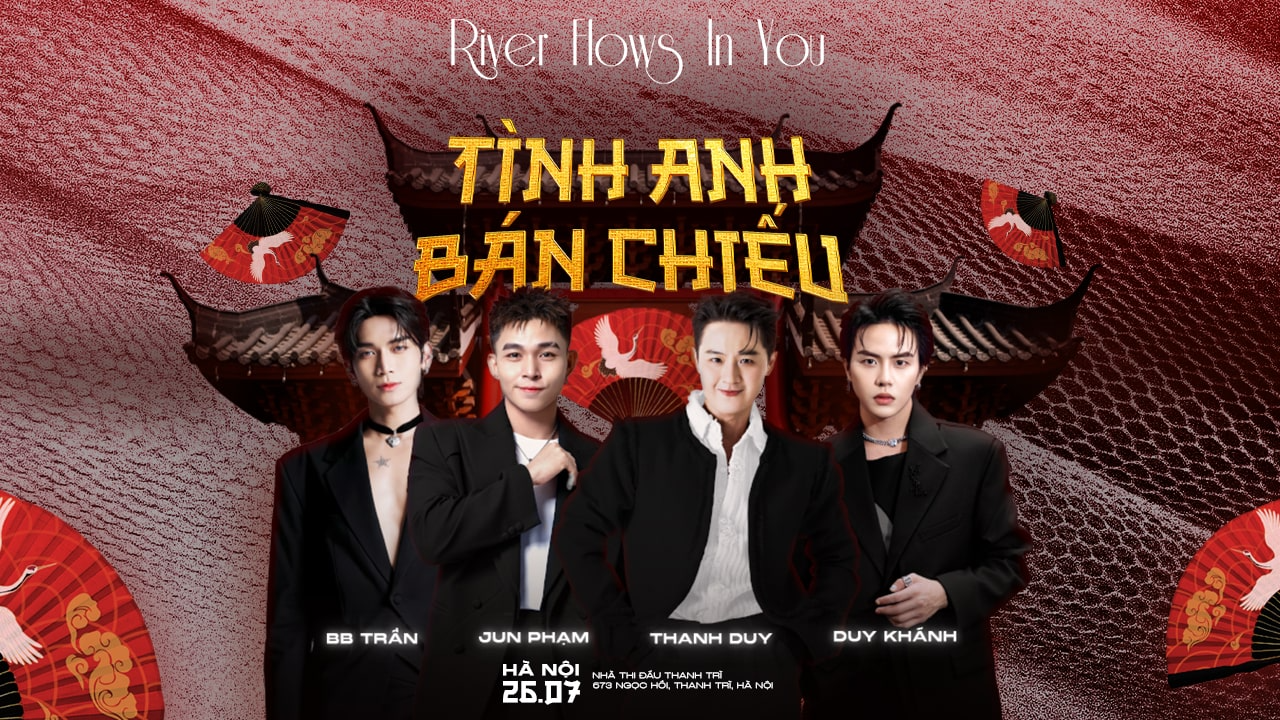 River Flows In You
TÌNH ANH
BÁN CHIẾU
BB TRẦN
JUN PHẠM
THANH DUY
DUY KHÁNH
HÀ NỘI
26.07
NHÀ THI ĐẤU THANH TRÌ
673 NGỌC HỒI, THANH TRÌ, HÀ NỘI